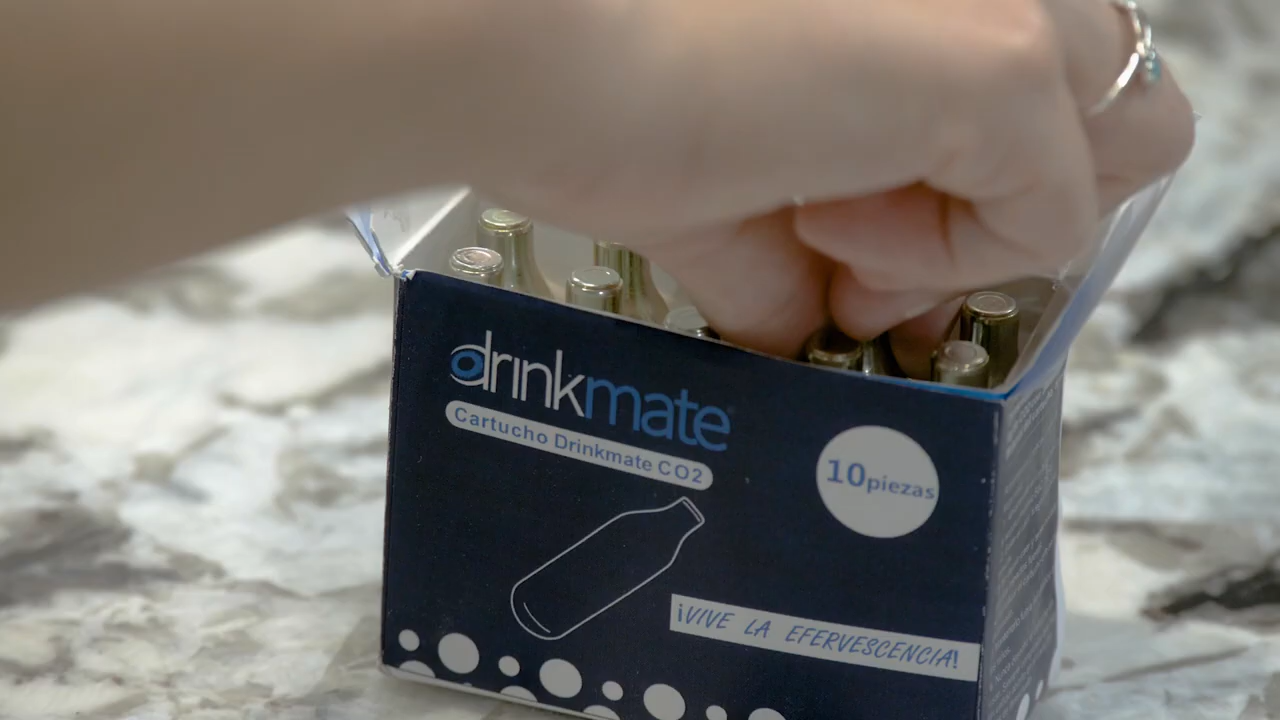 drinkmate
Cartucho Drinkmate CO2
10piezas
¡VIVE LA EFERVESCENCIA!